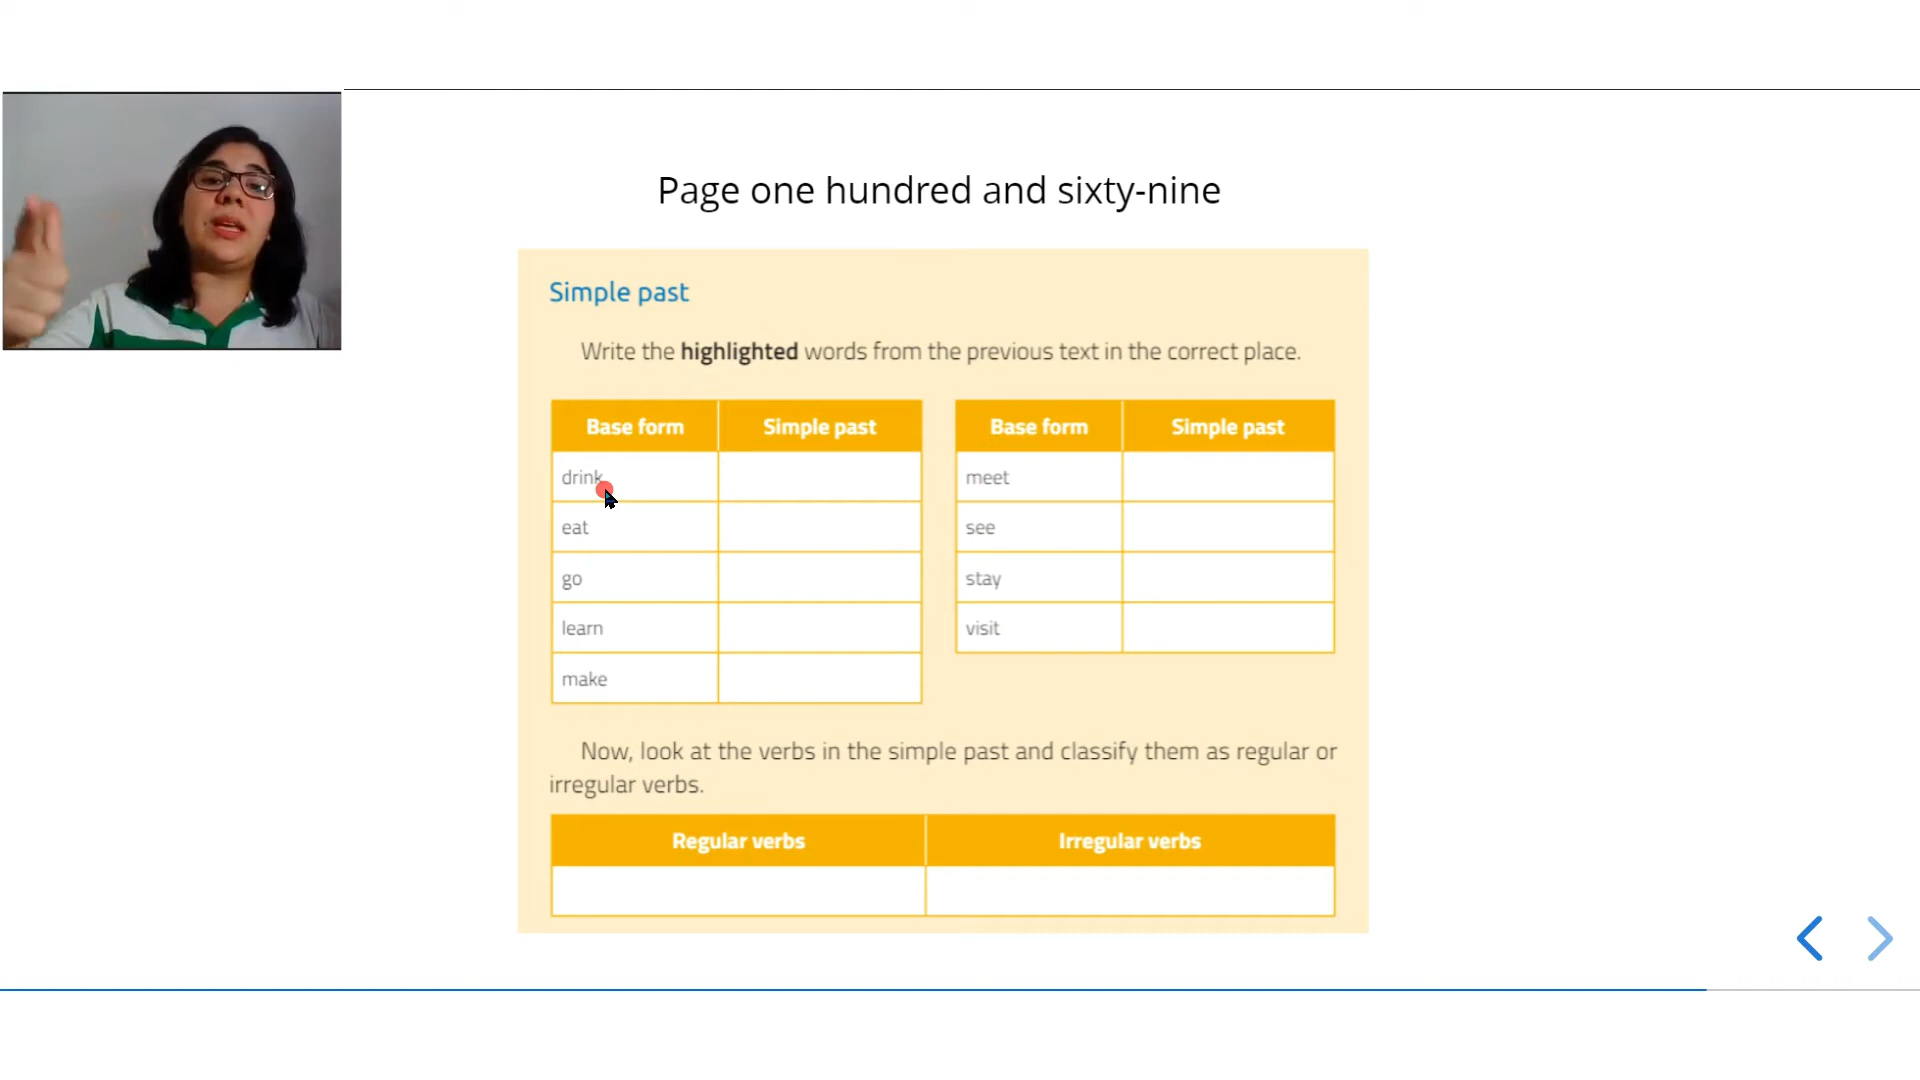 Page one hundred and sixty-nine
Simple past
Write the highlighted words from the previous text in the correct place.
Base form Simple past
drink
eat
go
learn
make
Base form Simple past
meet
see
stay
visit
Now, look at the verbs in the simple past and classify them as regular or
irregular verbs.
Regular verbs Irregular verbs